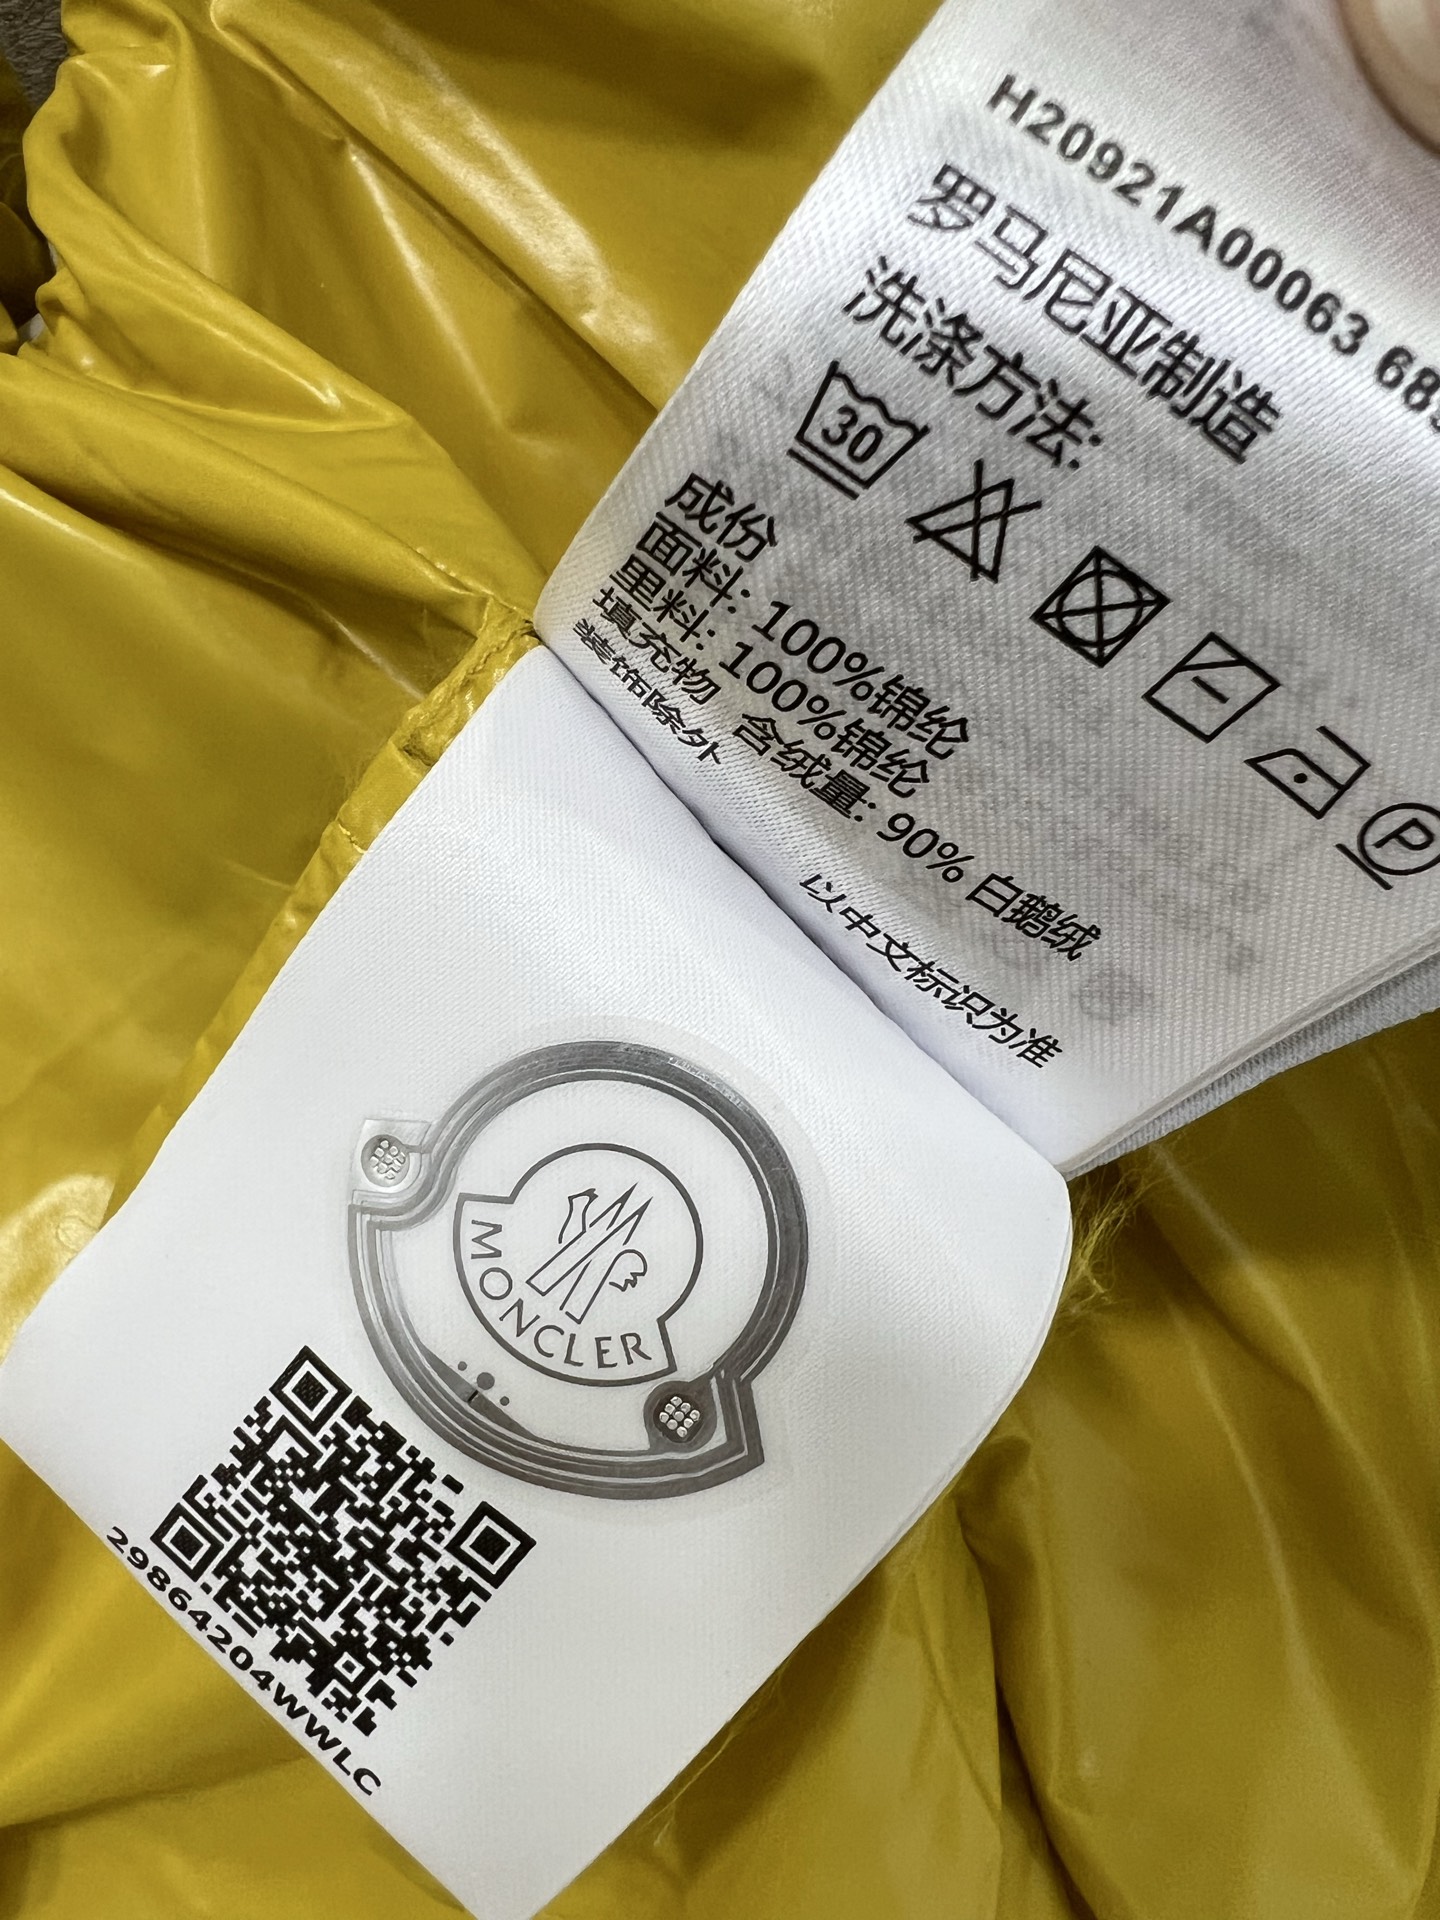 H20921A00063 689
罗马尼亚制造
洗涤方法:
30
P
成份
面料: 100%锦纶
里料: 100%锦纶
填充物 含绒量: 90% 白鹅绒
装饰除外
以中文标识为准
MONCLER
29864204WWLC